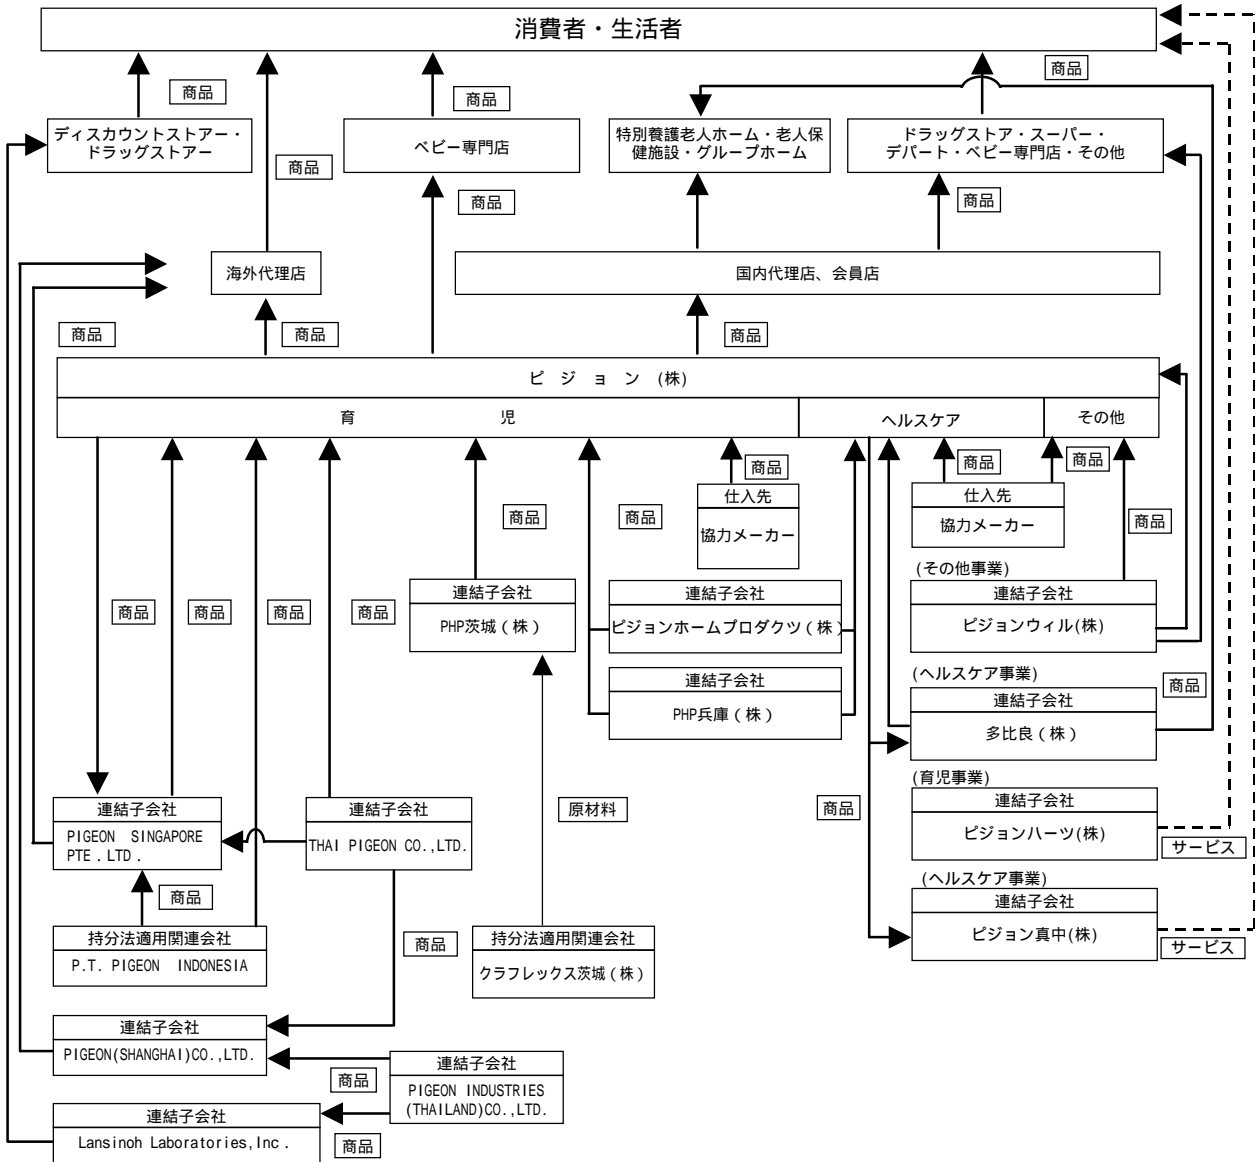 消費者・生活者
商品
商品
商品
ディスカウントストアー・
ドラッグストアー
ベビー専門店
特別養護老人ホーム・老人保
健施設・グループホーム
ドラッグストア・スーパー・
デパート・ベビー専門店・その他
商品
商品
商品
海外代理店
国内代理店、会員店
商品
商品
商品
ピジョン (株)
育児
ヘルスケア
その他
商品
商品
商品
仕入先
協力メーカー
仕入先
協力メーカー
商品
商品
商品
(その他事業)
連結子会社
PHP茨城(株)
連結子会社
ピジョンホームプロダクツ(株)
連結子会社
ピジョンウィル(株)
商品
商品
商品
商品
(ヘルスケア事業)
連結子会社
PHP兵庫(株)
連結子会社
多比良(株)
商品
(育児事業)
連結子会社
PIGEON SINGAPORE
PTE.LTD.
連結子会社
THAI PIGEON CO.,LTD.
原材料
商品
連結子会社
ピジョンハーツ(株)
サービス
(ヘルスケア事業)
商品
連結子会社
ピジョン真中(株)
サービス
持分法適用関連会社
P.T. PIGEON INDONESIA
商品
持分法適用関連会社
クラフレックス茨城(株)
連結子会社
PIGEON(SHANGHAI)CO.,LTD.
商品
連結子会社
PIGEON INDUSTRIES
(THAILAND)CO.,LTD.
連結子会社
Lansinoh Laboratories,Inc.
商品